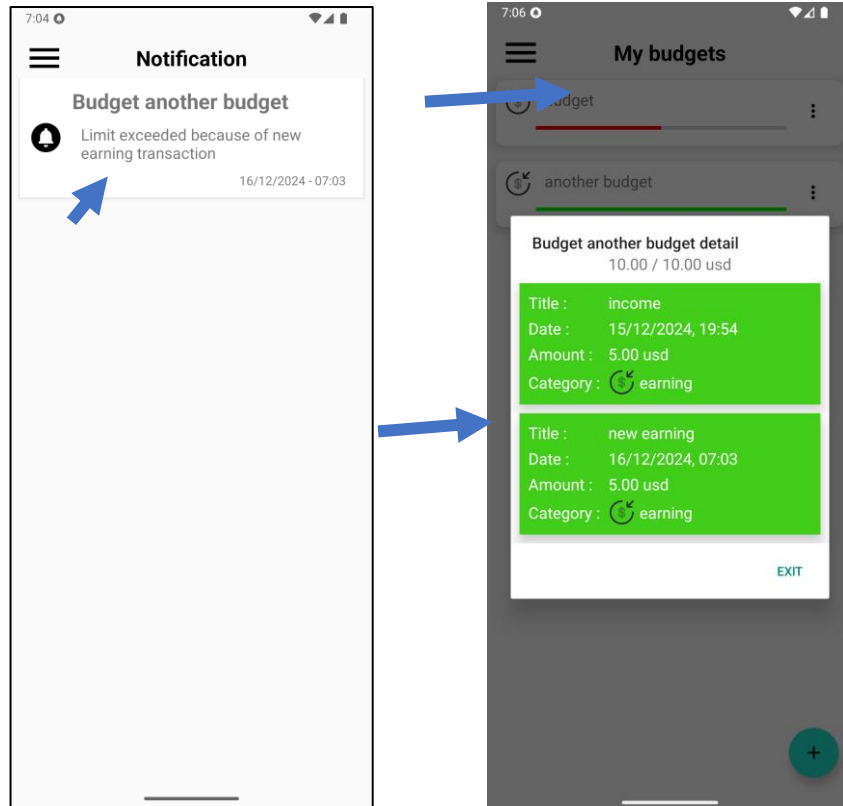 7:04
Notification
Budget another budget
Limit exceeded because of new
earning transaction
16/12/2024 - 07:03
7:06
My budgets
budget
another budget
Budget another budget detail
10.00 / 10.00 usd
Title : income
Date : 15/12/2024, 19:54
Amount : 5.00 usd
Category : $ earning
Title : new earning
Date : 16/12/2024, 07:03
Amount : 5.00 usd
Category : $ earning
EXIT
+